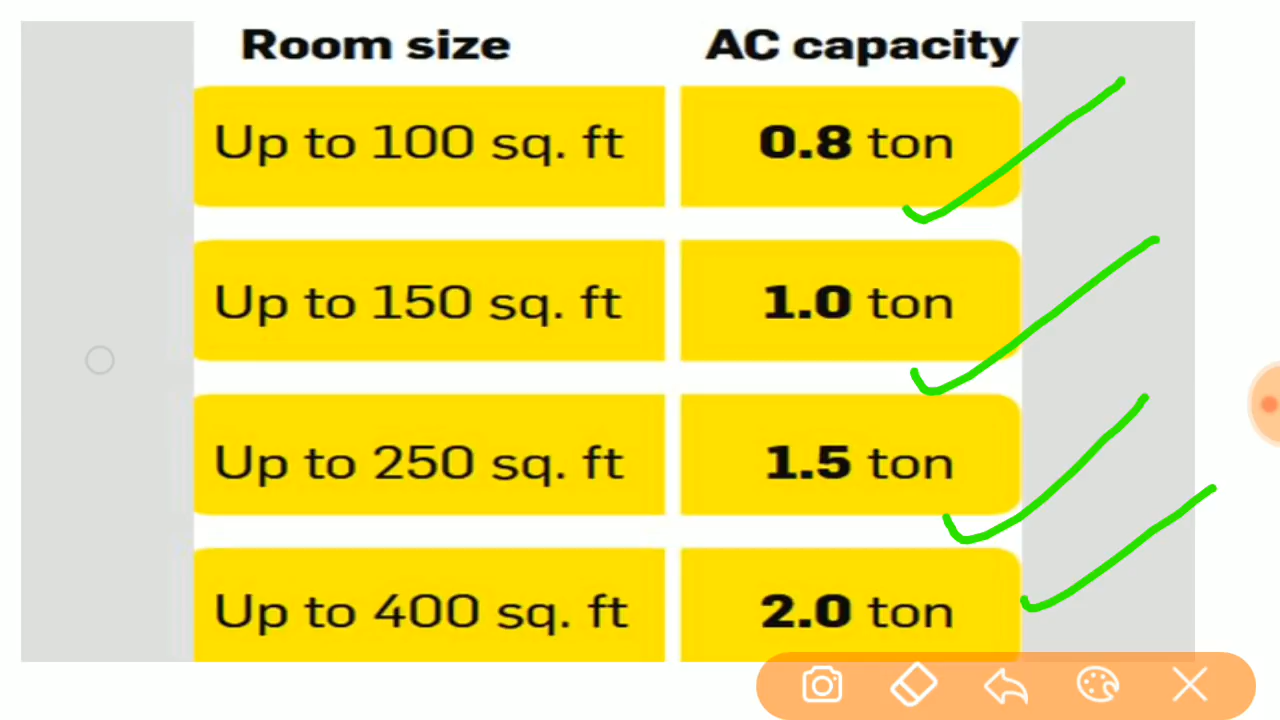 Room size AC capacity
Up to 100 sq. ft 0.8 ton
Up to 150 sq. ft 1.0 ton
Up to 250 sq. ft 1.5 ton
Up to 400 sq. ft 2.0 ton